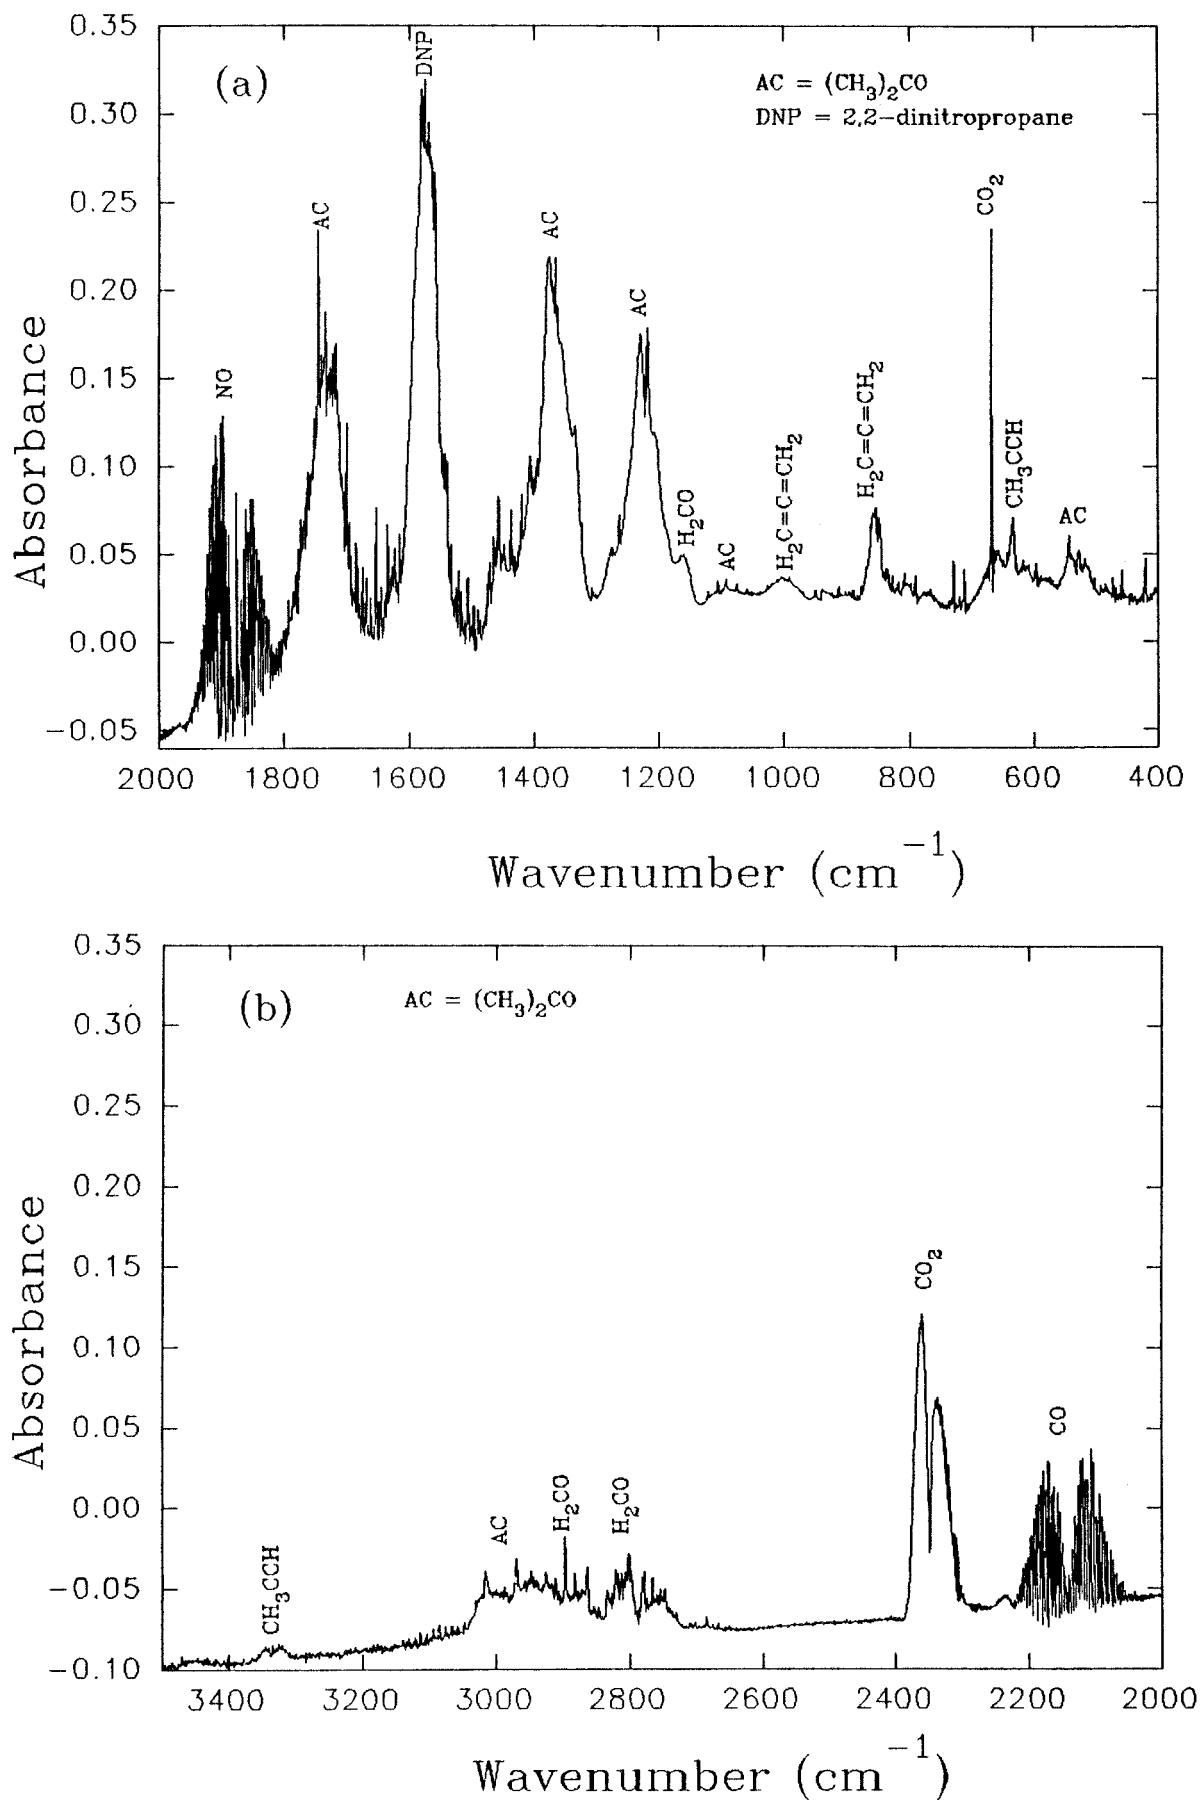 0.35
(a)
DNP
AC = (CH3)2CO
DNP = 2,2-dinitropropane
0.30
0.25
AC
AC
CO2
0.20
AC
0.15
NO
H2C=C=CH2
0.10
H2C=C=CH2
CH3CCH
H2CO
AC
AC
0.05
0.00
-0.05
Absorbance
2000 1800 1600 1400 1200 1000 800 600 400
Wavenumber (cm-1)
0.35
(b)
AC = (CH3)2CO
0.30
0.25
0.20
0.15
CO2
0.10
0.05
CO
0.00
AC
H2CO
H2CO
-0.05
CH3CCH
-0.10
Absorbance
3400 3200 3000 2800 2600 2400 2200 2000
Wavenumber (cm-1)